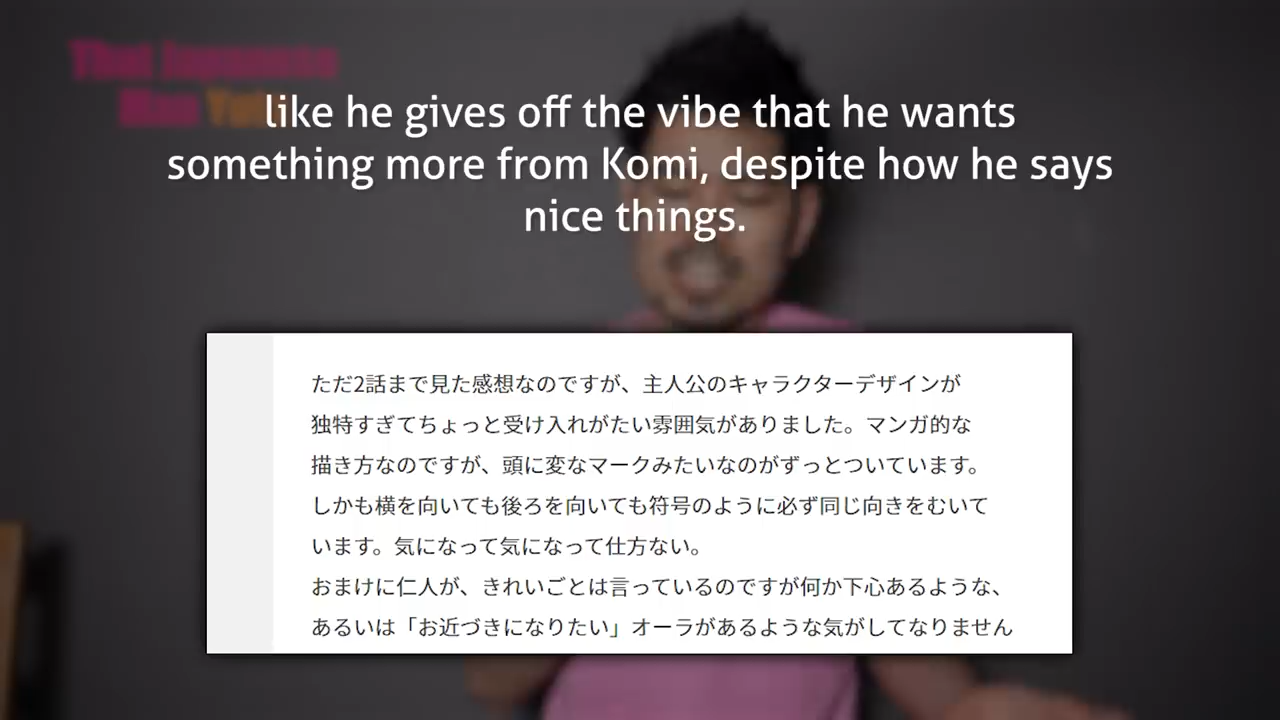 That Japanese
Man Yuta
like he gives off the vibe that he wants
something more from Komi, despite how he says
nice things.
ただ2話まで見た感想なのですが、主人公のキャラクターデザインが
独特すぎてちょっと受け入れがたい雰囲気がありました。マンガ的な
描き方なのですが、頭に変なマークみたいなのがずっとついています。
しかも横を向いても後ろを向いても符号のように必ず同じ向きをむいて
います。気になって気になって仕方ない。
おまけに仁人が、きれいごとは言っているのですが何か下心あるような、
あるいは「お近づきになりたい」オーラがあるような気がしてなりません